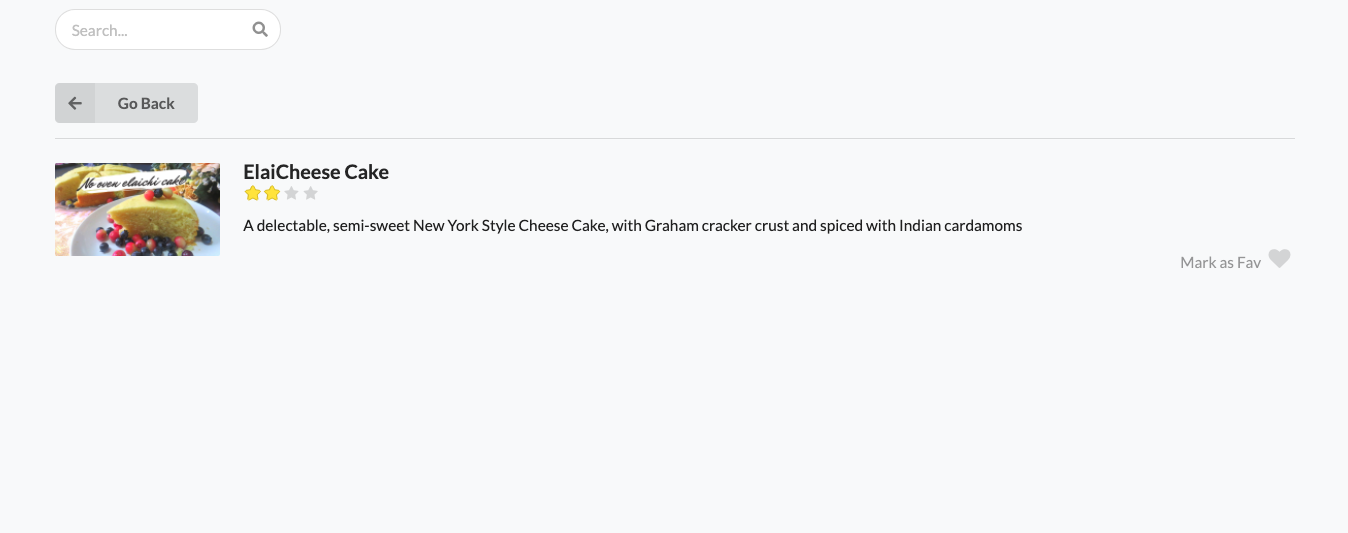 Search...
Go Back
No oven elaichi cake
ElaiCheese Cake
A delectable, semi-sweet New York Style Cheese Cake, with Graham cracker crust and spiced with Indian cardamoms
Mark as Fav